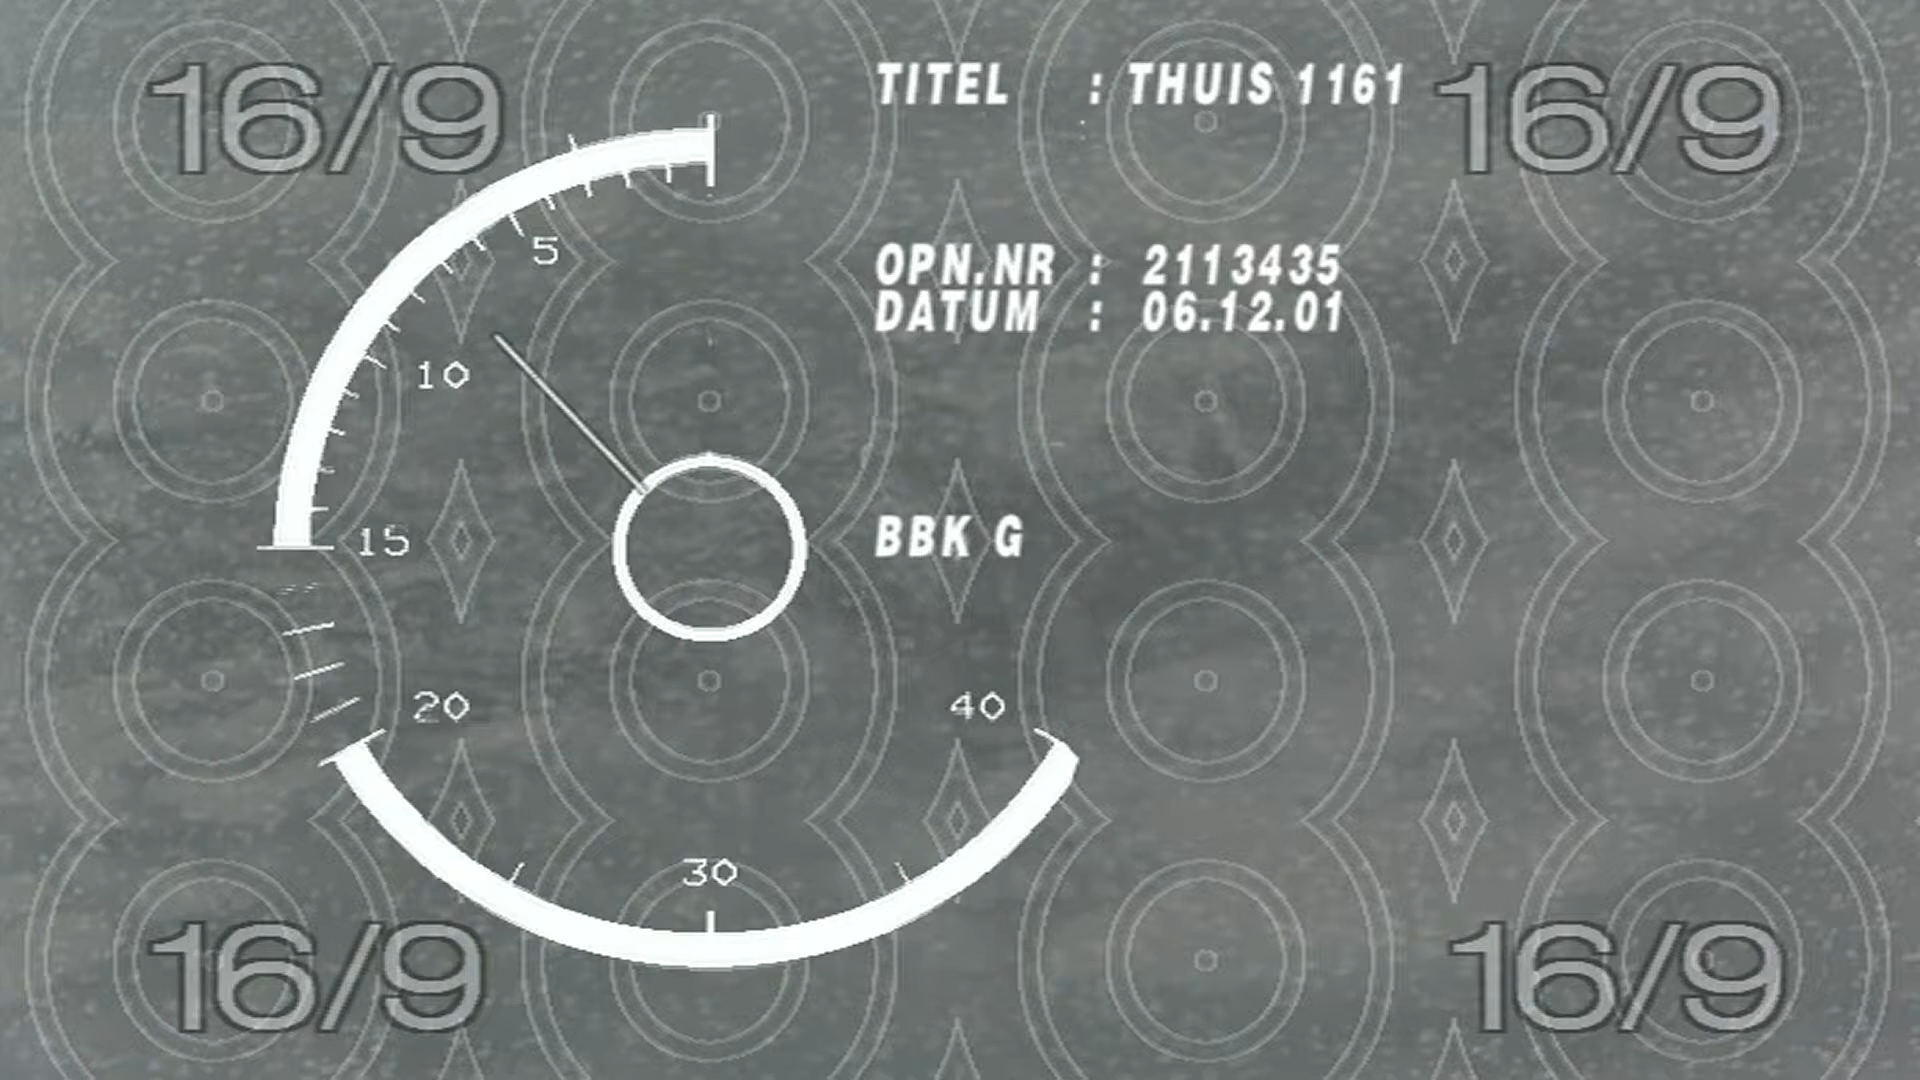 16/9
TITEL : THUIS 1161
16/9
5
OPN.NR : 2113435
DATUM : 06.12.01
10
15
BBK G
20
40
30
16/9
16/9